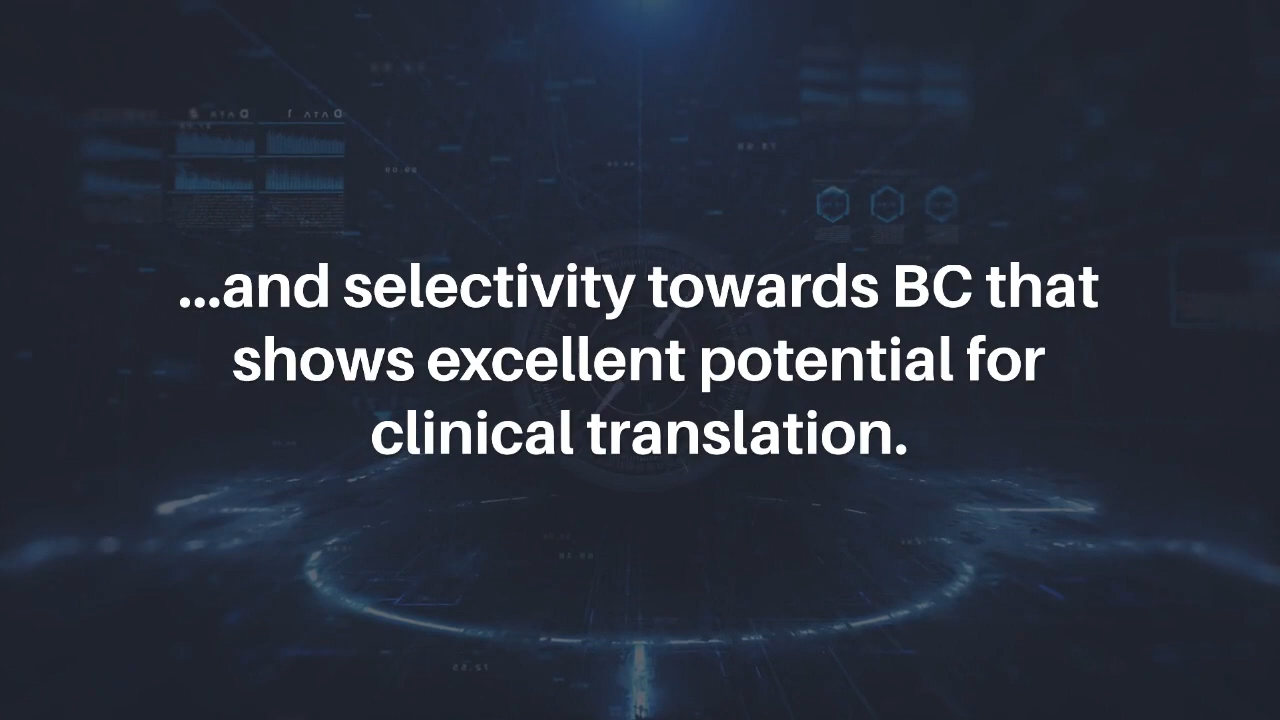 ...and selectivity towards BC that
shows excellent potential for
clinical translation.